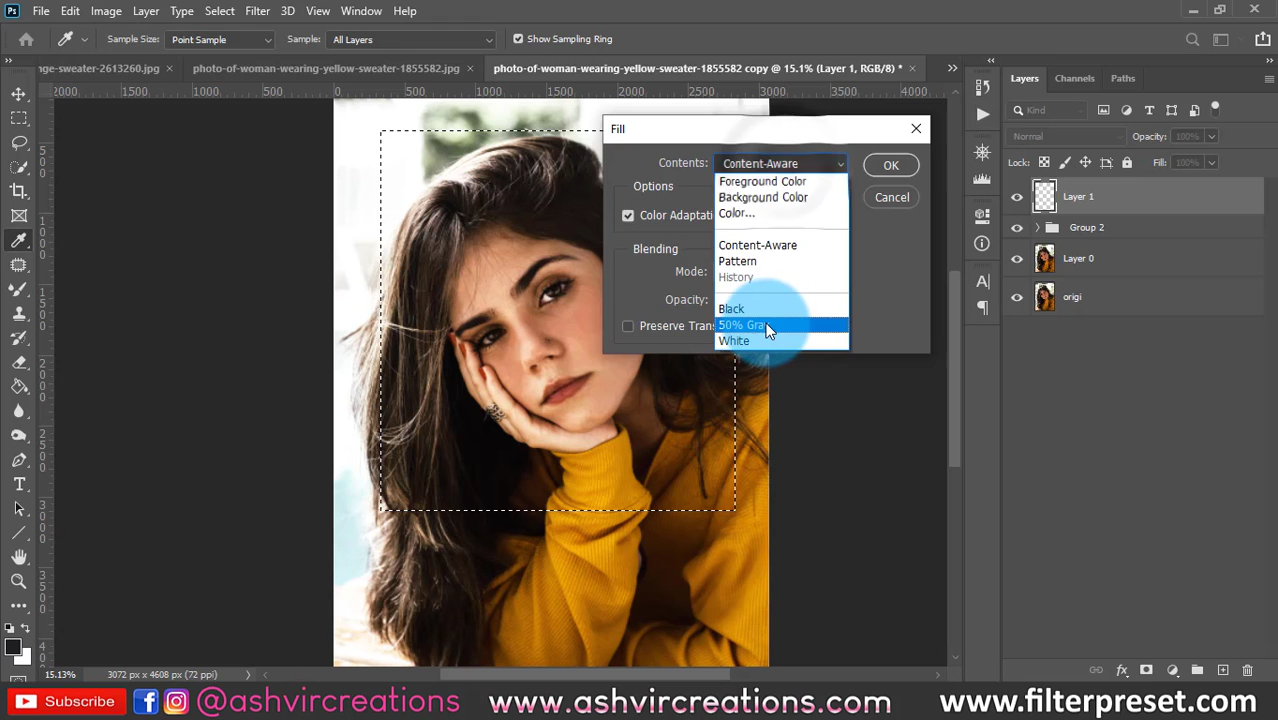 Ps File Edit Image Layer Type Select Filter 3D View Window Help
Sample Size: Point Sample Sample: All Layers Show Sampling Ring
nge-sweater-2613260.jpg × photo-of-woman-wearing-yellow-sweater-1855582.jpg × photo-of-woman-wearing-yellow-sweater-1855582 copy @ 15.1% (Layer 1, RGB/8) * ×
2000 1500 1000 500 0 500 1000 1500 2000 2500 3000 3500 4000
Layers Channels Paths
Kind
Normal Opacity: 100%
Lock: Fill: 100%
Layer 1
Group 2
Layer 0
origi
Fill
Contents: Content-Aware
OK
Cancel
Options
Color Adaptati
Blending
Mode:
Opacity:
Preserve Trans
Foreground Color
Background Color
Color...
Content-Aware
Pattern
History
Black
50% Gra
White
15.13% 3072 px x 4608 px (72 ppi)
Subscribe @ashvircreations www.ashvircreations.com www.filterpreset.com